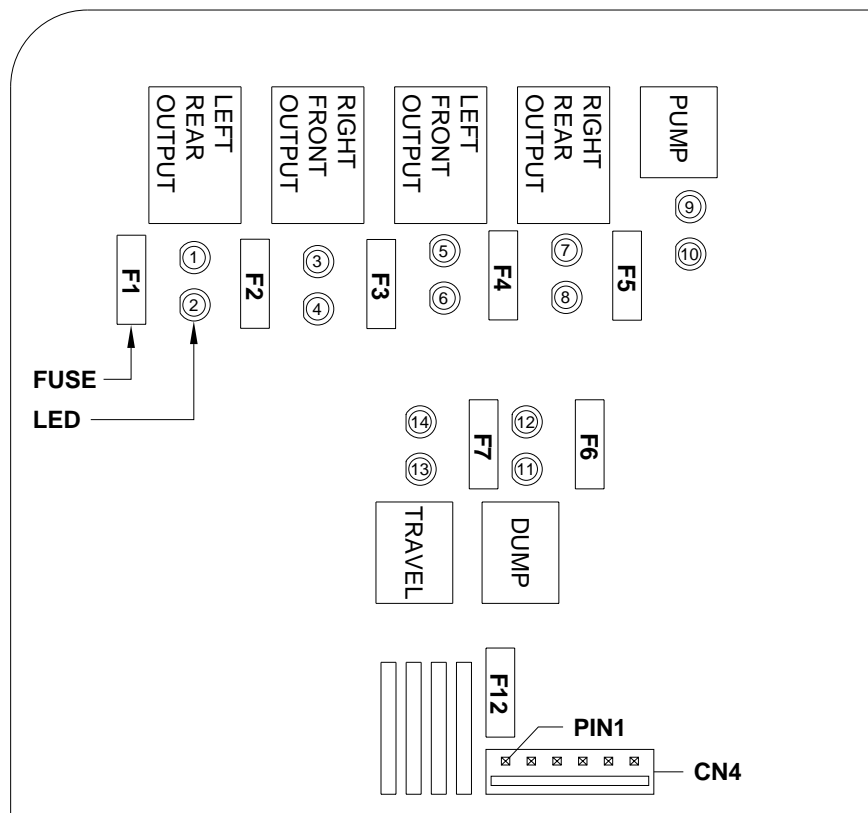 LEFT
REAR
OUTPUT
RIGHT
FRONT
OUTPUT
LEFT
FRONT
OUTPUT
RIGHT
REAR
OUTPUT
PUMP
9
10
F1
1
2
F2
3
4
F3
5
6
F4
7
8
F5
FUSE
LED
14
13
F7
12
11
F6
TRAVEL
DUMP
F12
PIN1
CN4